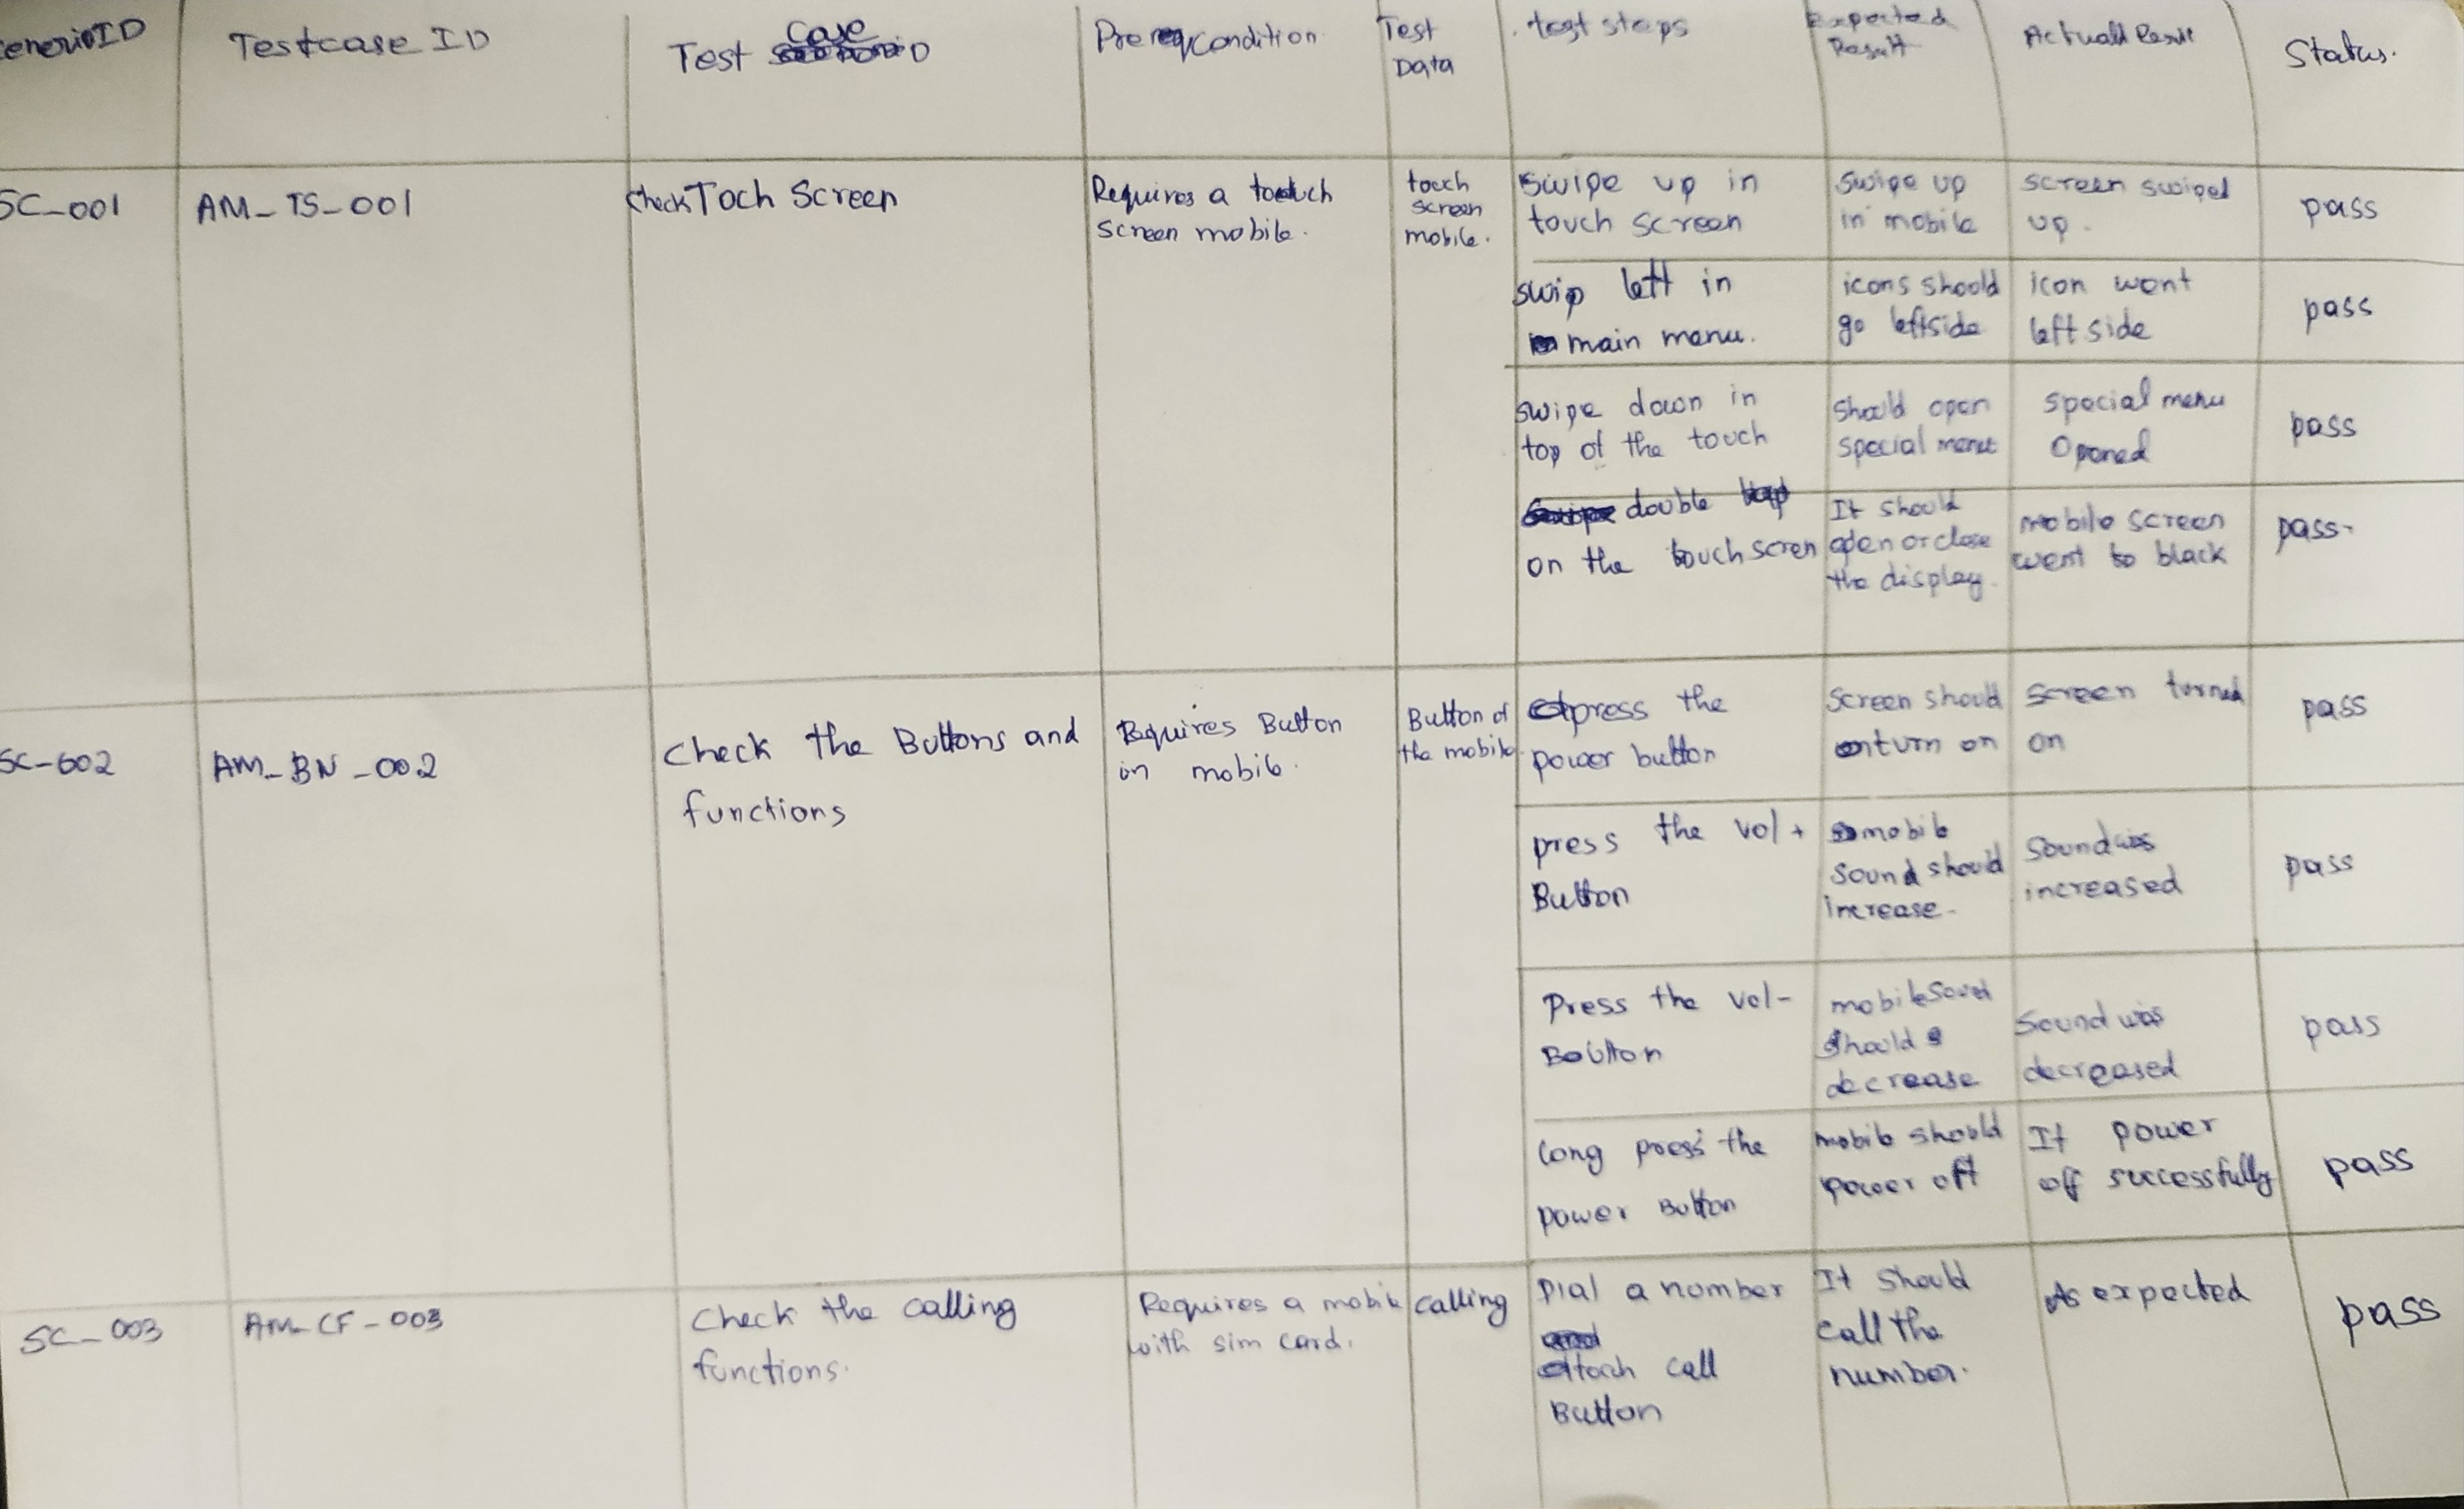 enerioID
Testcase ID
Test Case D
Precondition
Test
Data
test steps
Expected
Result
Actuall Result
Status.
SC_001
AM_TS_001
Check Toch Screen
Requires a touch
screen mobile.
touch
screen
mobile.
Swipe up in
touch screen
Swipe up
in mobile
screen swiped
up.
pass
swip left in
main menu.
icons should
go leftside
icon went
left side
pass
swipe down in
top of the touch
Should open
special menu
special menu
Opened
pass
double tap
on the touch scren
It should
open or close
the display.
mobile screen
went to black
pass-
SC-002
AM_BN_002
Check the Buttons and
functions
Requires Button
in mobile.
Button of
the mobile.
press the
power button
Screen should
turn on
Screen turned
on
pass
press the vol+
Button
mobile
Sound should
increase.
Sound was
increased
pass
Press the vol-
Button
mobile
should
decrease
Sound was
decreased
pass
long press the
power Button
mobile should
power off
It power
off successfully
pass
SC_003
AM_CF_003
Check the calling
functions.
Requires a mobile
with sim card.
calling
Dial a number
call
Button
It should
call the
number.
As expected
pass